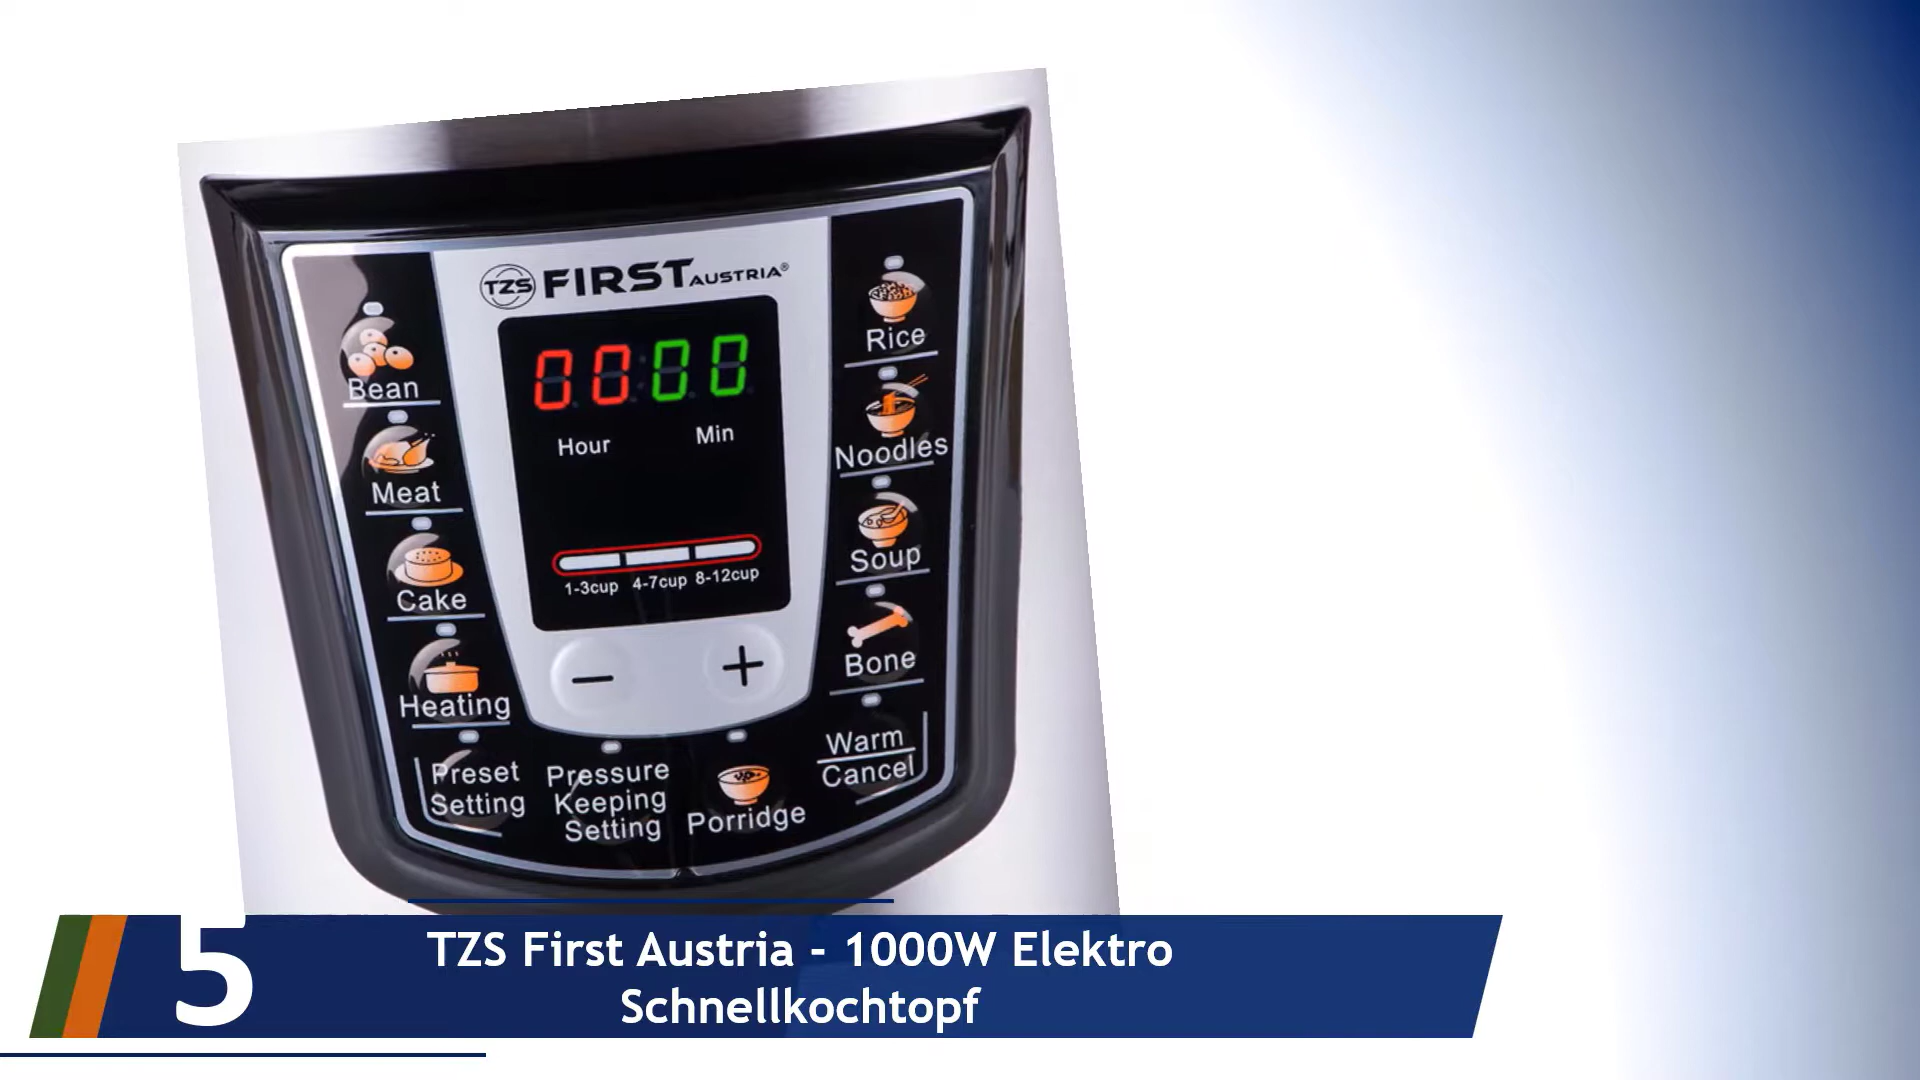 TZS FIRST AUSTRIA®
00:00
Hour Min
1-3cup 4-7cup 8-12cup
− +
Bean
Meat
Cake
Heating
Preset
Setting
Pressure
Keeping
Setting
Porridge
Rice
Noodles
Soup
Bone
Warm
Cancel
5
TZS First Austria - 1000W Elektro
Schnellkochtopf